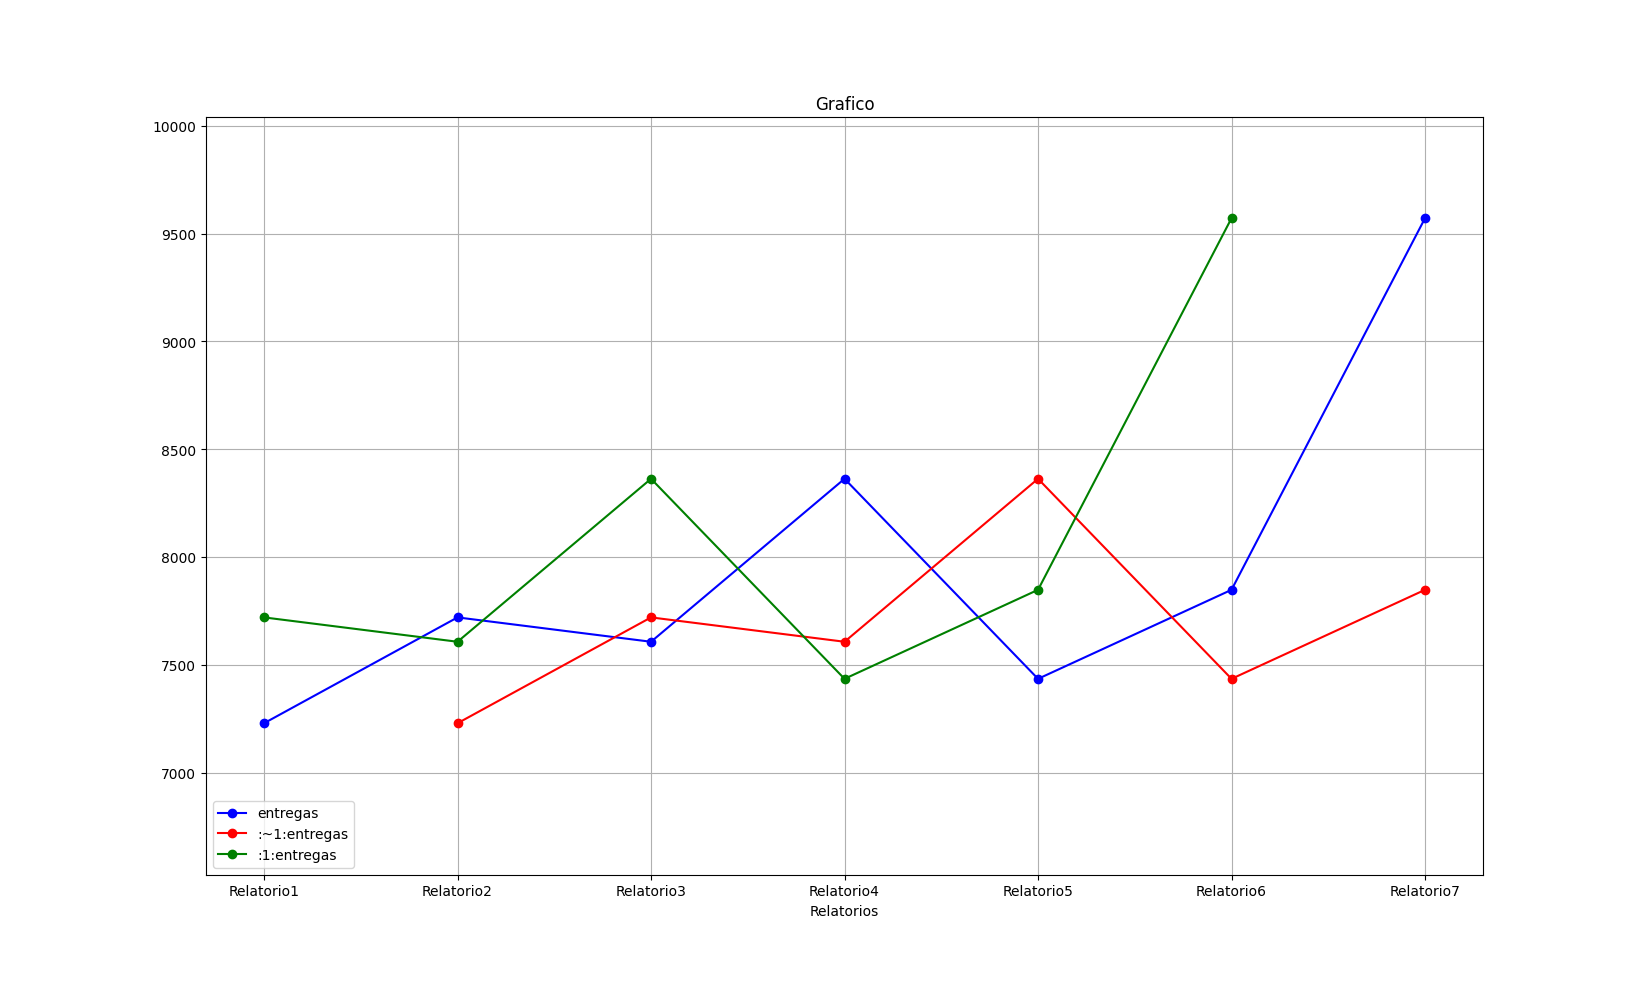 Grafico
10000
9500
9000
8500
8000
7500
7000
entregas
:~1:entregas
:1:entregas
Relatorio1 Relatorio2 Relatorio3 Relatorio4 Relatorio5 Relatorio6 Relatorio7
Relatorios